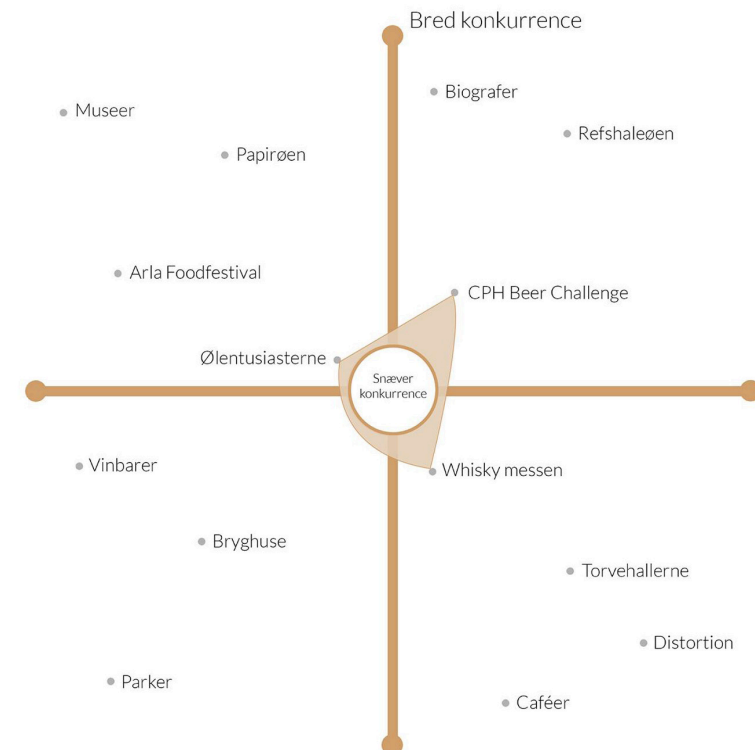 Bred konkurrence
Biografer
Museer
Refshaleøen
Papirøen
Arla Foodfestival
CPH Beer Challenge
Ølentusiasterne
Snæver
konkurrence
Vinbarer
Whisky messen
Bryghuse
Torvehallerne
Distortion
Parker
Caféer